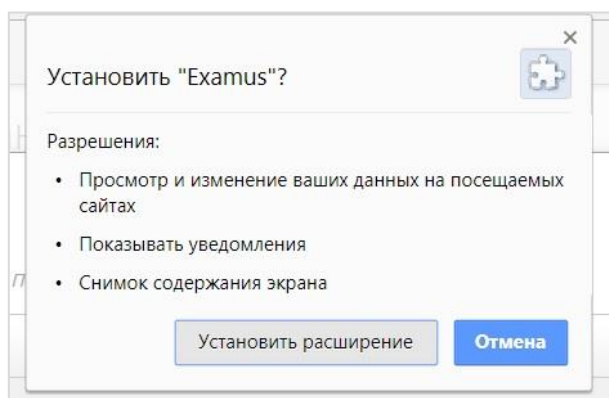 Установить "Examus"?
Разрешения:
• Просмотр и изменение ваших данных на посещаемых
сайтах
• Показывать уведомления
• Снимок содержания экрана
Установить расширение
Отмена